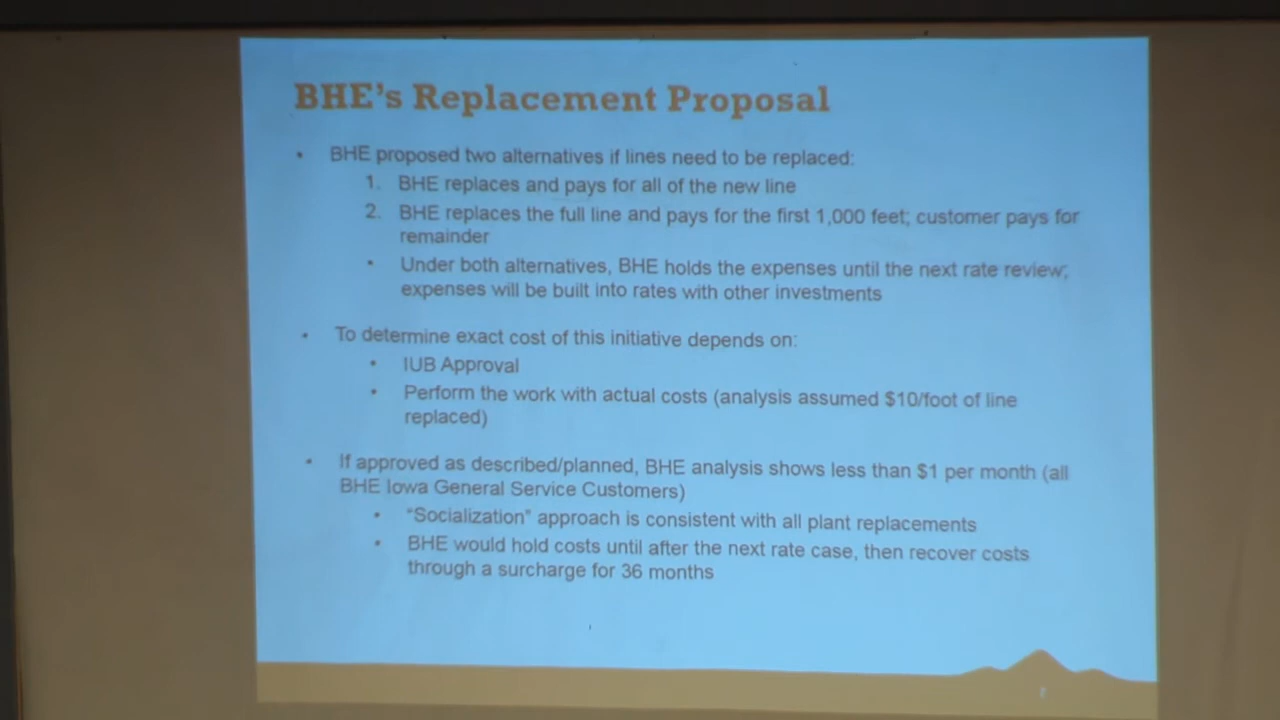 BHE's Replacement Proposal
• BHE proposed two alternatives if lines need to be replaced:
1. BHE replaces and pays for all of the new line
2. BHE replaces the full line and pays for the first 1,000 feet; customer pays for
remainder
• Under both alternatives, BHE holds the expenses until the next rate review;
expenses will be built into rates with other investments
• To determine exact cost of this initiative depends on:
• IUB Approval
• Perform the work with actual costs (analysis assumed $10/foot of line
replaced)
• If approved as described/planned, BHE analysis shows less than $1 per month (all
BHE Iowa General Service Customers)
• "Socialization" approach is consistent with all plant replacements
• BHE would hold costs until after the next rate case, then recover costs
through a surcharge for 36 months